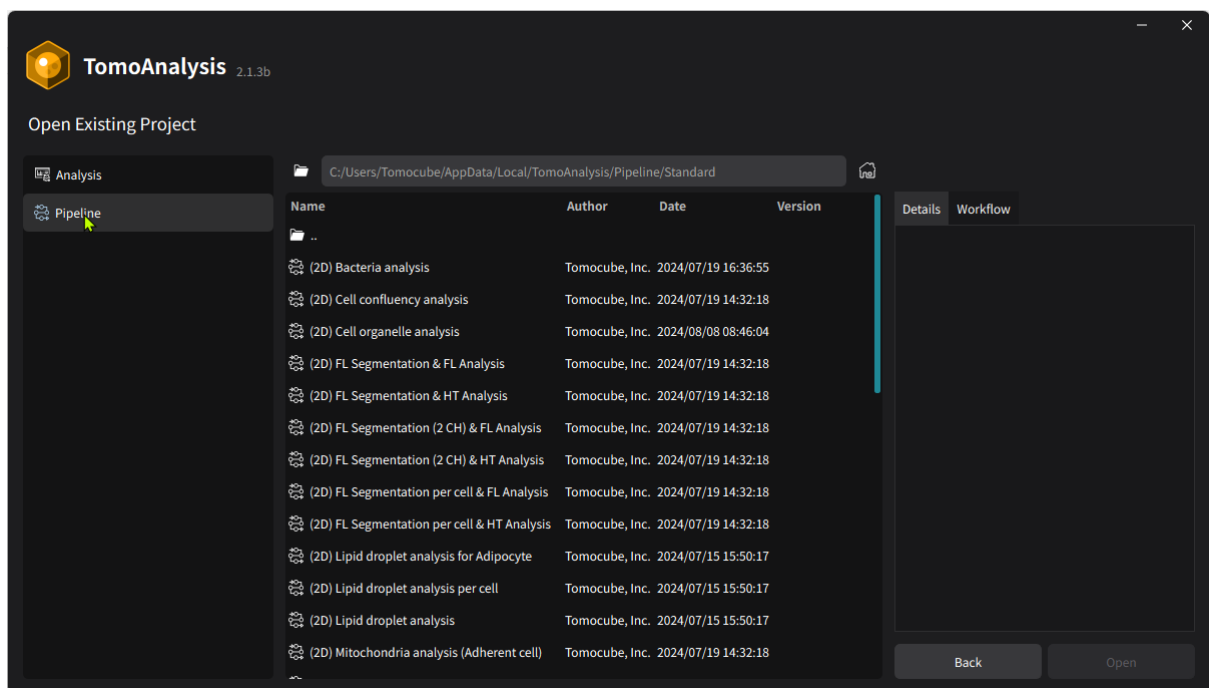 TomoAnalysis 2.1.3b
Open Existing Project
Analysis
Pipeline
C:/Users/Tomocube/AppData/Local/TomoAnalysis/Pipeline/Standard
Name Author Date Version
..
(2D) Bacteria analysis Tomocube, Inc. 2024/07/19 16:36:55
(2D) Cell confluency analysis Tomocube, Inc. 2024/07/19 14:32:18
(2D) Cell organelle analysis Tomocube, Inc. 2024/08/08 08:46:04
(2D) FL Segmentation & FL Analysis Tomocube, Inc. 2024/07/19 14:32:18
(2D) FL Segmentation & HT Analysis Tomocube, Inc. 2024/07/19 14:32:18
(2D) FL Segmentation (2 CH) & FL Analysis Tomocube, Inc. 2024/07/19 14:32:18
(2D) FL Segmentation (2 CH) & HT Analysis Tomocube, Inc. 2024/07/19 14:32:18
(2D) FL Segmentation per cell & FL Analysis Tomocube, Inc. 2024/07/19 14:32:18
(2D) FL Segmentation per cell & HT Analysis Tomocube, Inc. 2024/07/19 14:32:18
(2D) Lipid droplet analysis for Adipocyte Tomocube, Inc. 2024/07/15 15:50:17
(2D) Lipid droplet analysis per cell Tomocube, Inc. 2024/07/15 15:50:17
(2D) Lipid droplet analysis Tomocube, Inc. 2024/07/15 15:50:17
(2D) Mitochondria analysis (Adherent cell) Tomocube, Inc. 2024/07/19 14:32:18
Details Workflow
Back Open